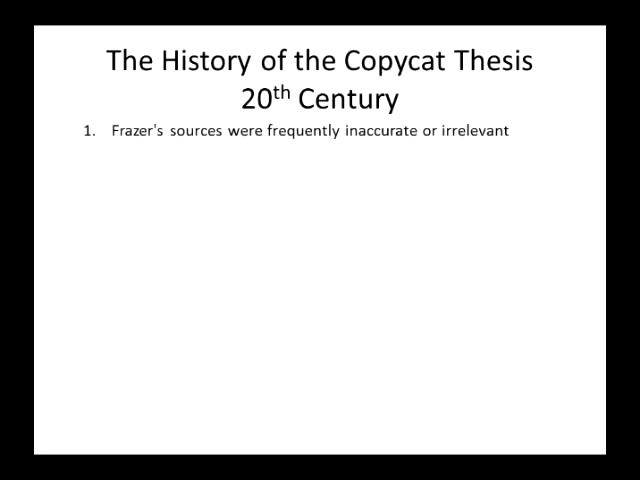 The History of the Copycat Thesis
20th Century
1. Frazer's sources were frequently inaccurate or irrelevant